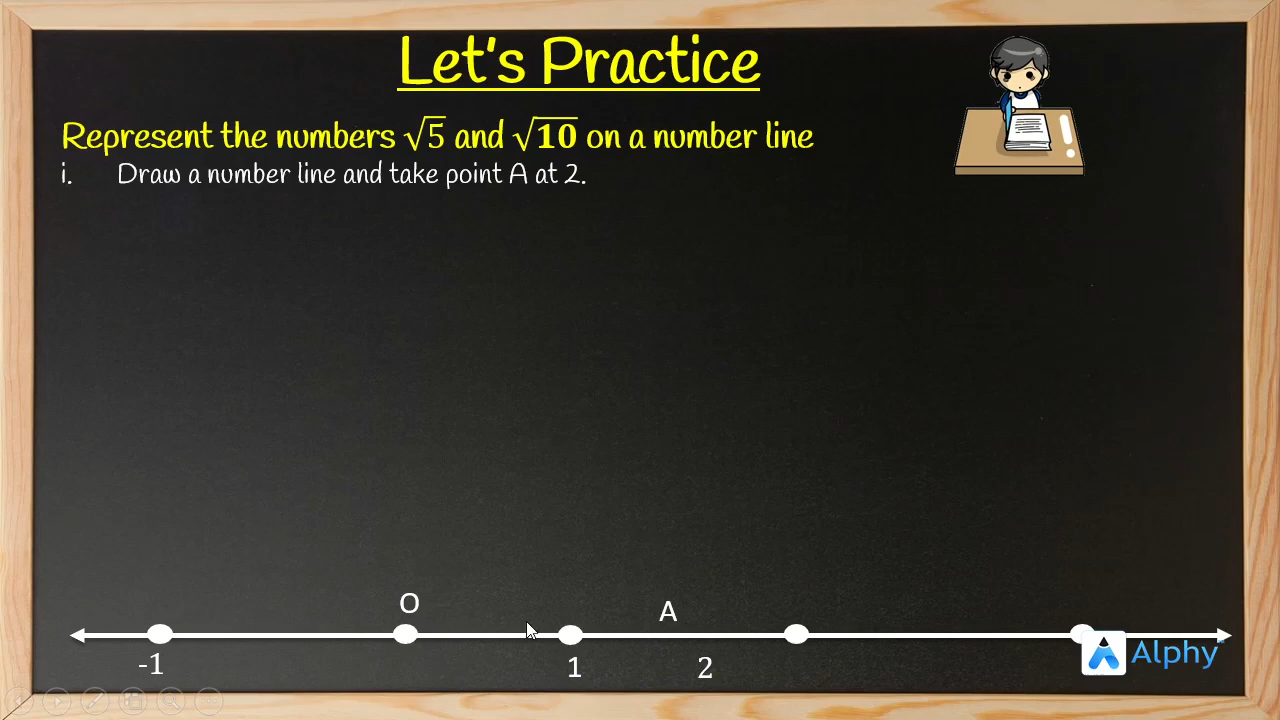 Let's Practice
Represent the numbers √5 and √10 on a number line
i. Draw a number line and take point A at 2.
O
A
-1
1
2
Alphy